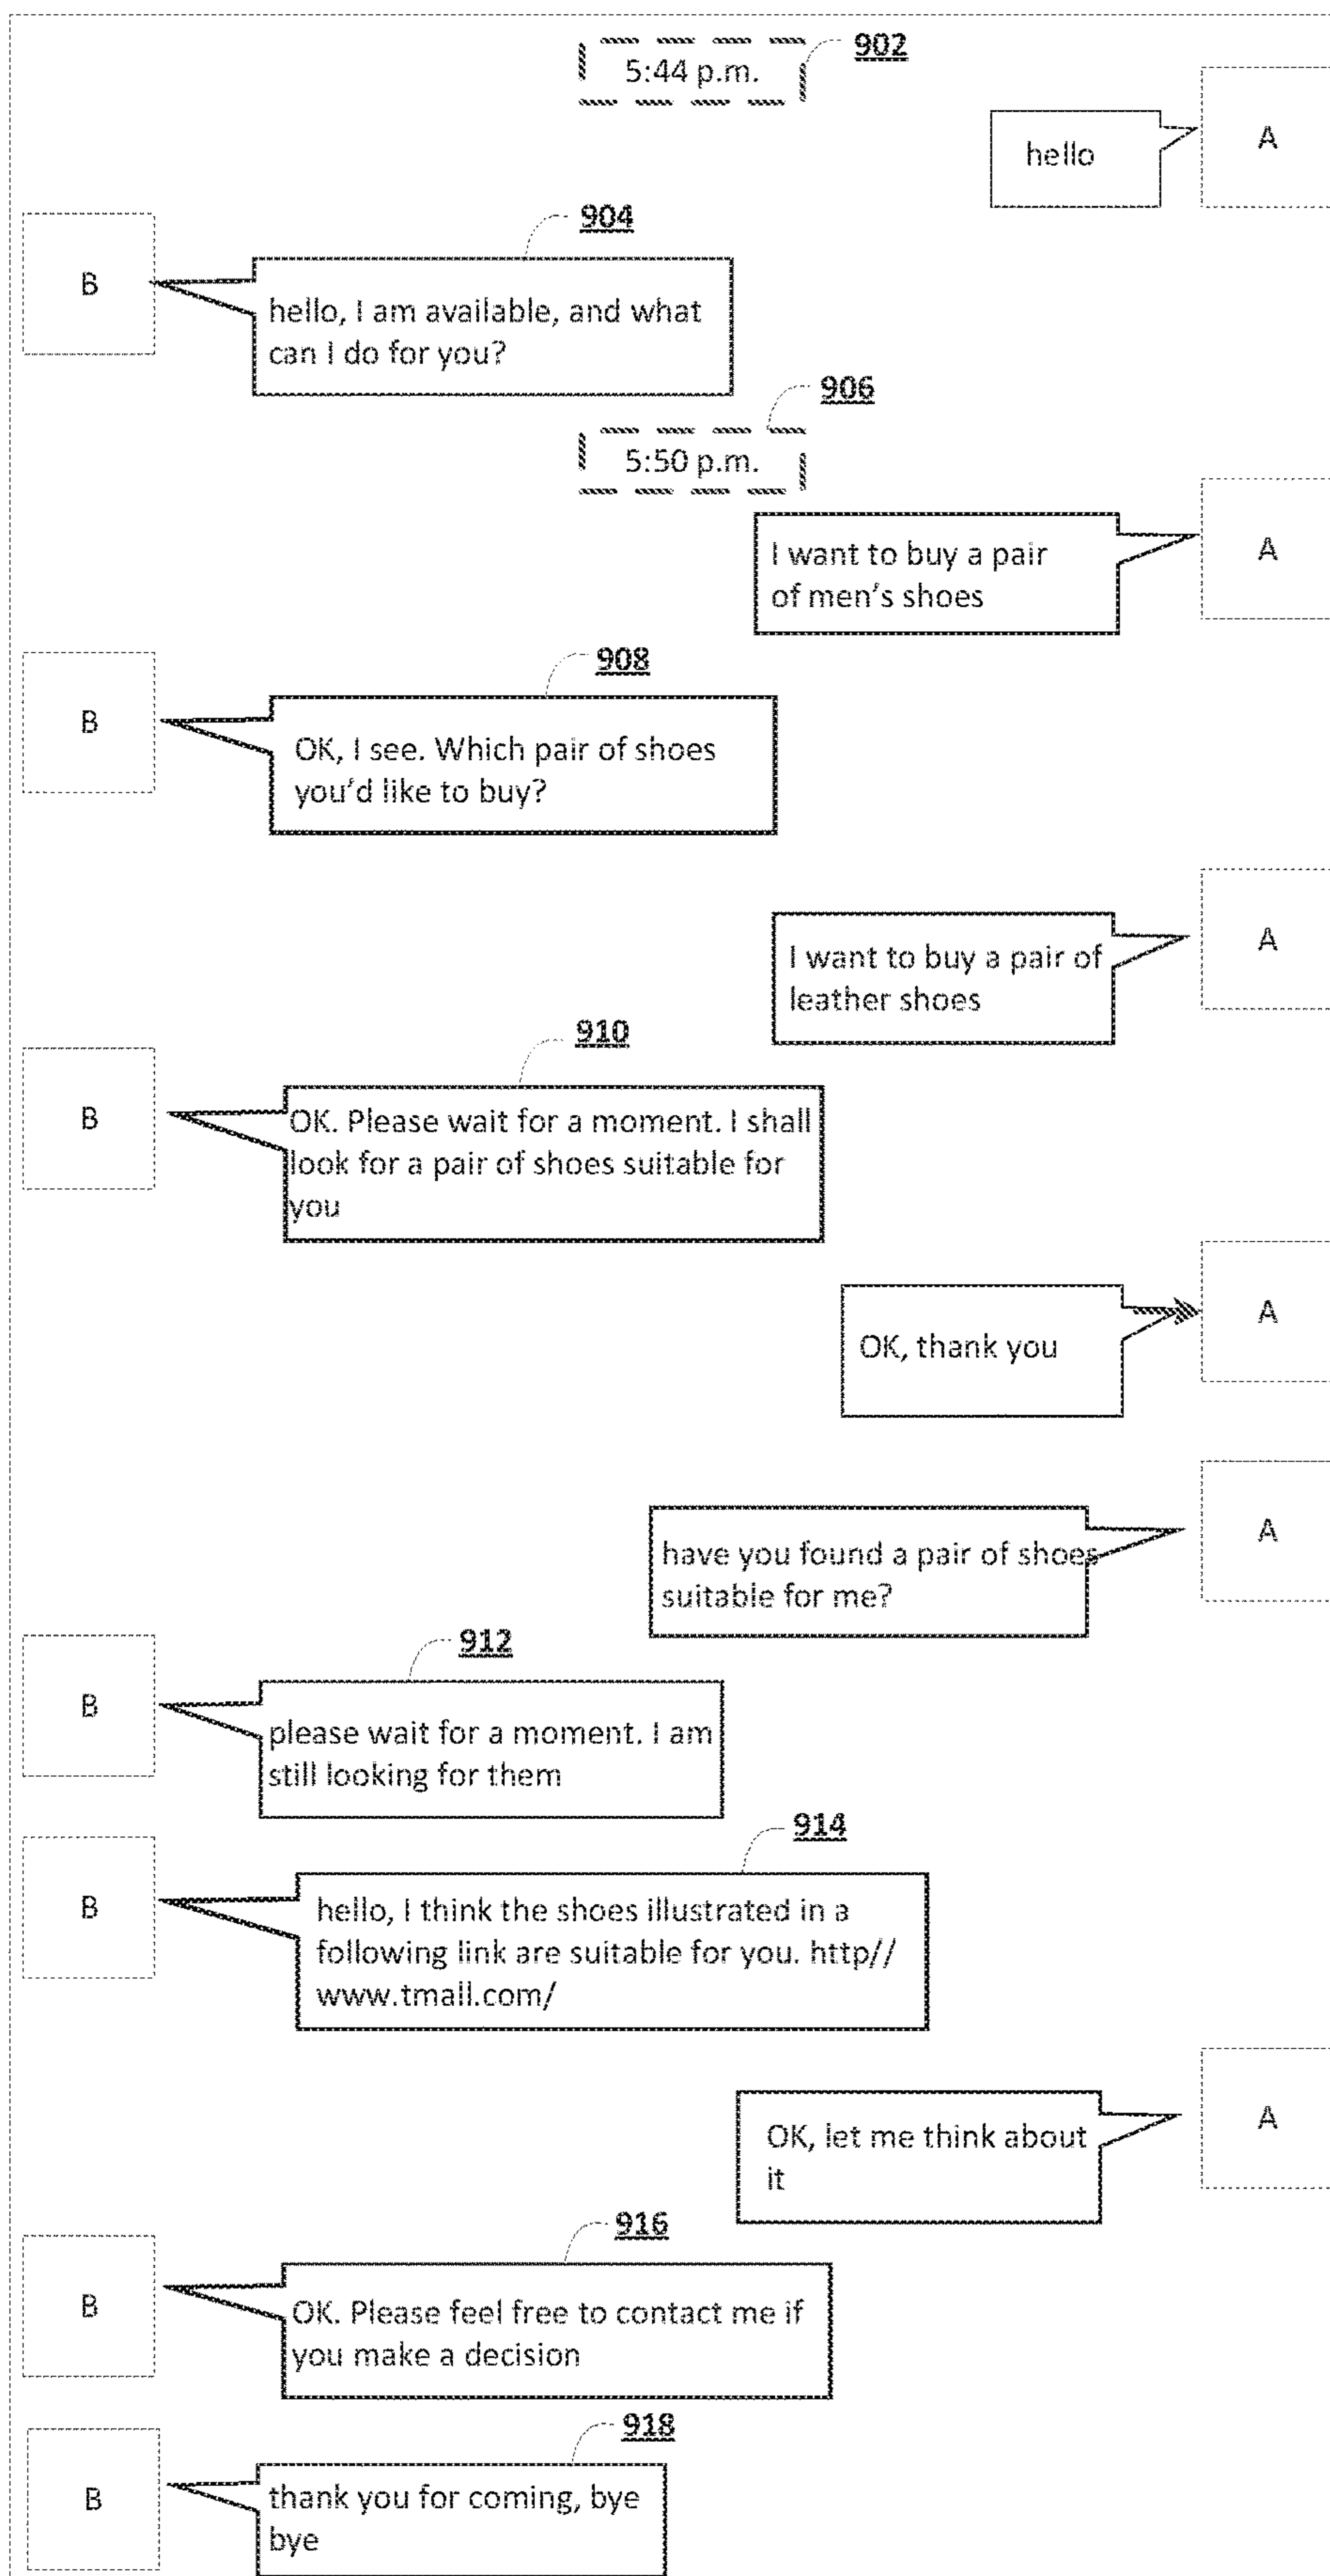 902
5:44 p.m.
A
hello
904
B
hello, I am available, and what
can I do for you?
906
5:50 p.m.
A
I want to buy a pair
of men's shoes
908
B
OK, I see. Which pair of shoes
you'd like to buy?
A
I want to buy a pair of
leather shoes
910
B
OK. Please wait for a moment. I shall
look for a pair of shoes suitable for
you
A
OK, thank you
A
have you found a pair of shoes
suitable for me?
912
B
please wait for a moment. I am
still looking for them
914
B
hello, I think the shoes illustrated in a
following link are suitable for you. http//
www.tmall.com/
A
OK, let me think about
it
916
B
OK. Please feel free to contact me if
you make a decision
918
B
thank you for coming, bye
bye